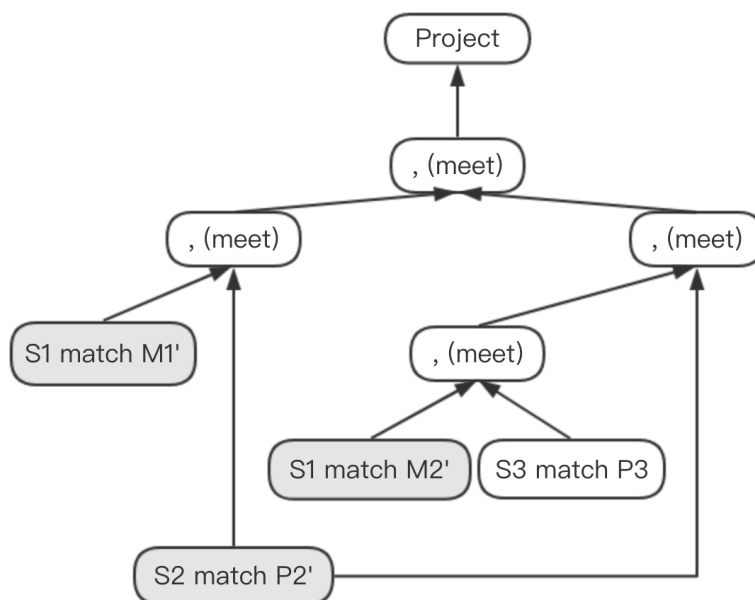 Project
, (meet)
, (meet)
, (meet)
S1 match M1'
, (meet)
S1 match M2'
S3 match P3
S2 match P2'